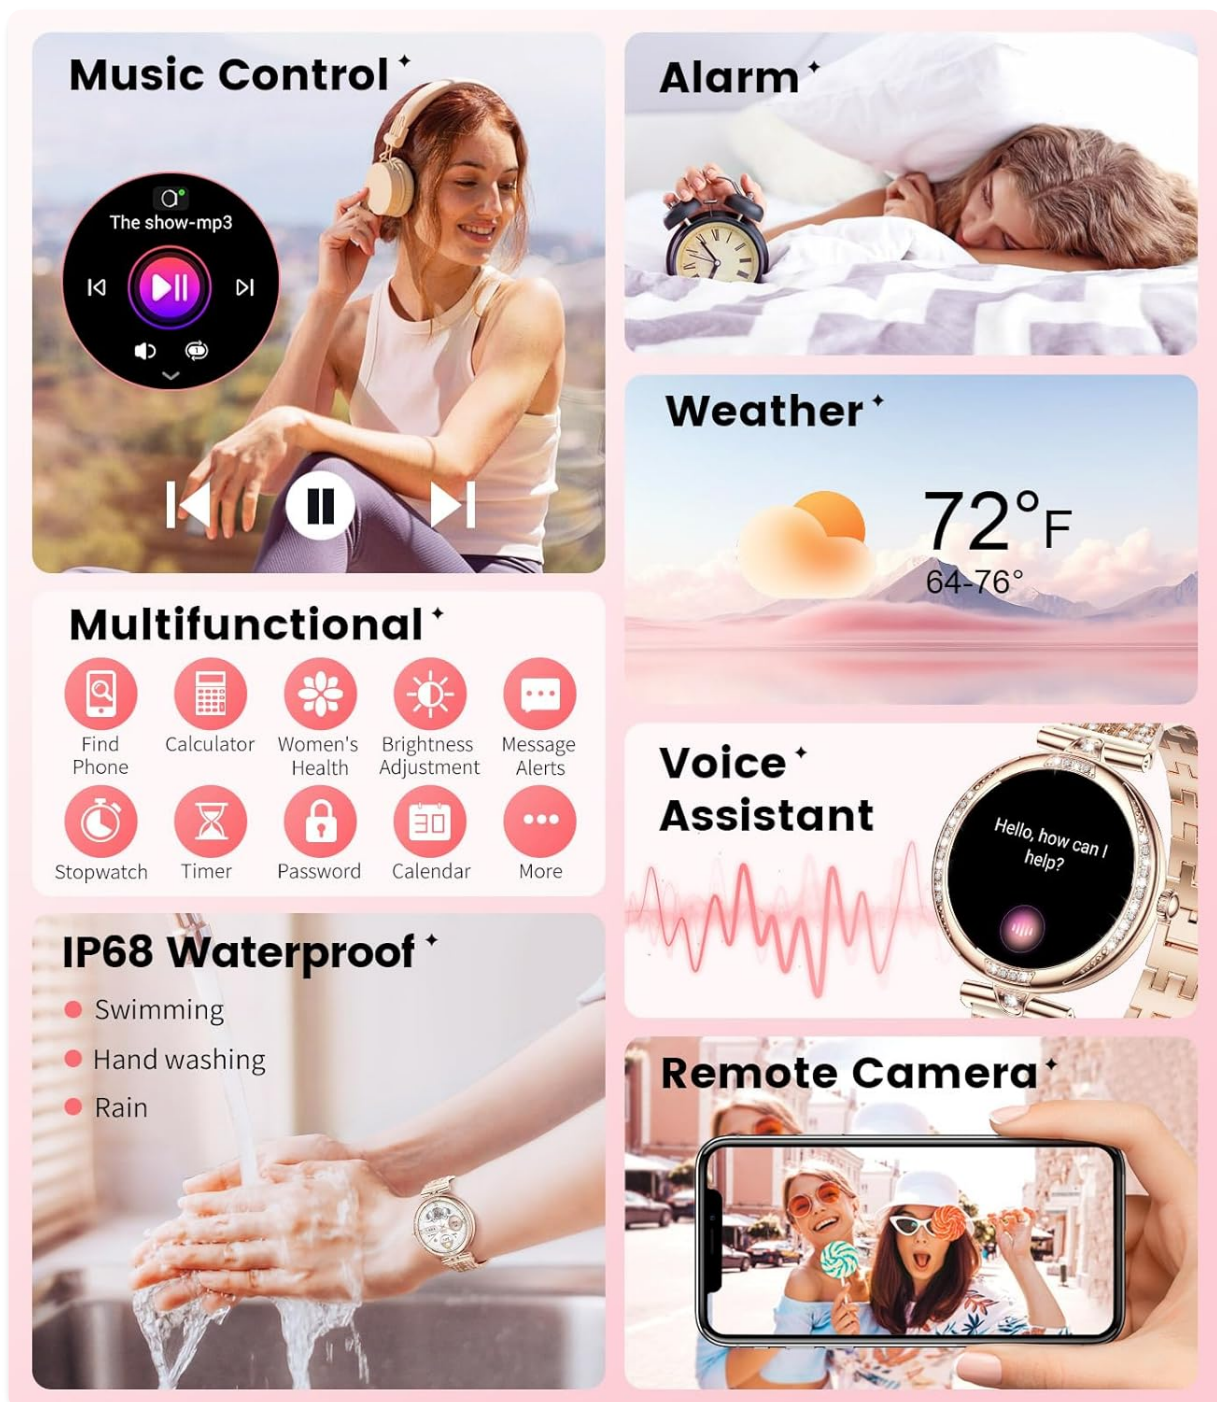 Music Control
The show-mp3
Alarm
Weather
72°F
64-76°
Multifunctional
Find
Phone
Calculator
Women's
Health
Brightness
Adjustment
Message
Alerts
Stopwatch
Timer
Password
30
Calendar
More
Voice
Assistant
Hello, how can I
help?
IP68 Waterproof
Swimming
Hand washing
Rain
Remote Camera